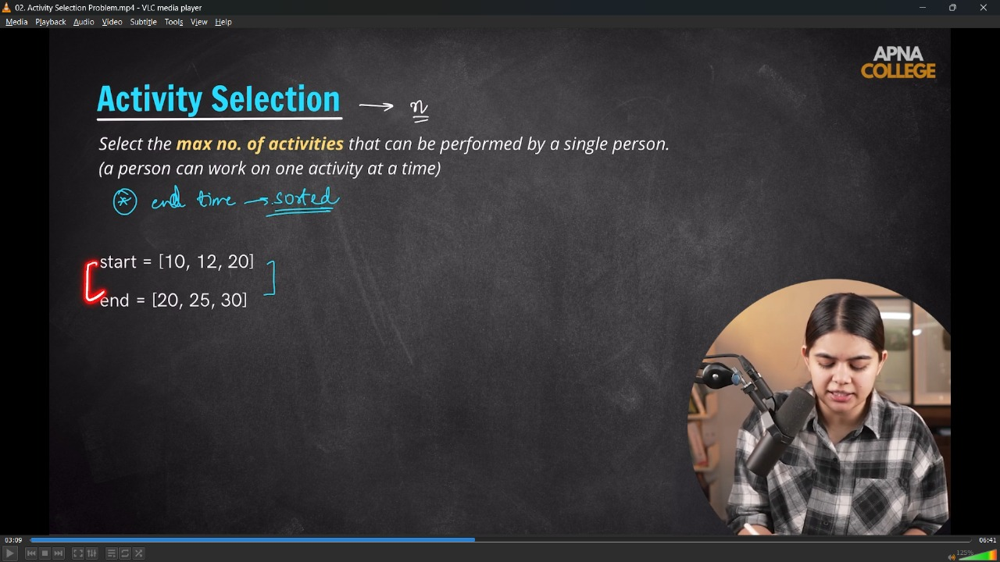 02. Activity Selection Problem.mp4 - VLC media player
Media Playback Audio Video Subtitle Tools View Help
APNA
COLLEGE
Activity Selection → n
Select the max no. of activities that can be performed by a single person.
(a person can work on one activity at a time)
* end time → sorted
start = [10, 12, 20]
end = [20, 25, 30]
03:09 06:41
125%